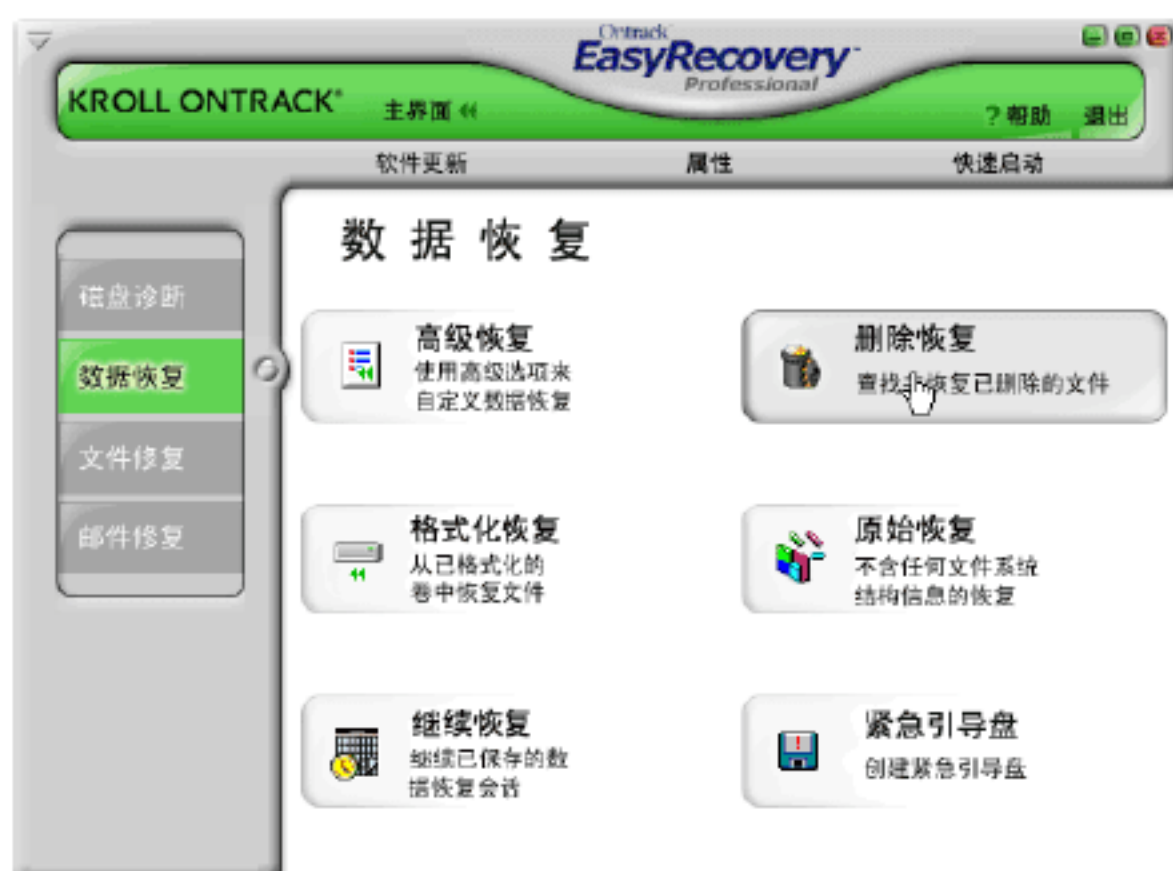 Ontrack
EasyRecovery
Professional
KROLL ONTRACK®
主界面
?帮助 退出
软件更新 属性 快速启动
数据恢复
磁盘诊断
数据恢复
文件修复
邮件修复
高级恢复
使用高级选项来
自定义数据恢复
删除恢复
查找并恢复已删除的文件
格式化恢复
从已格式化的
卷中恢复文件
原始恢复
不含任何文件系统
结构信息的恢复
继续恢复
继续已保存的数
据恢复会话
紧急引导盘
创建紧急引导盘